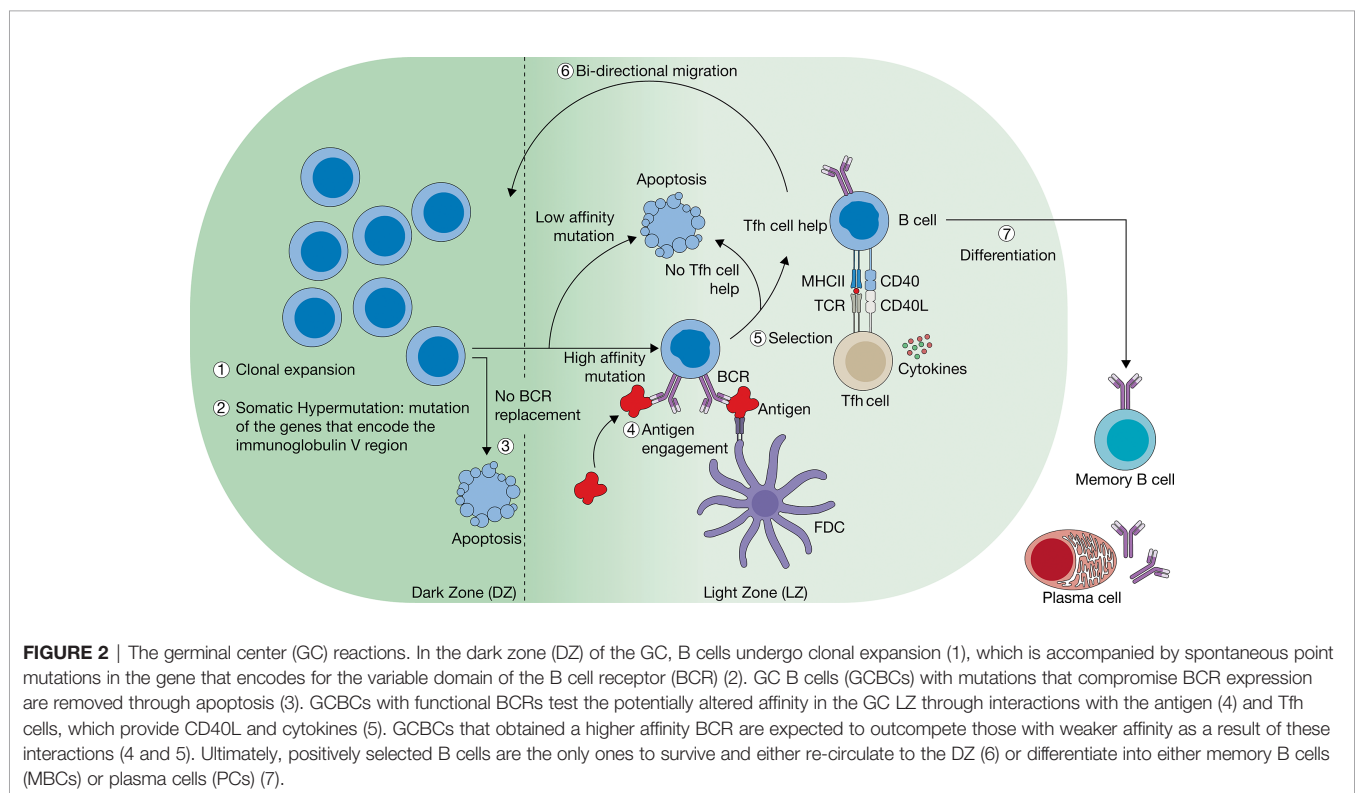 ⑥ Bi-directional migration
Apoptosis
Low affinity
mutation
Tfh cell help
B cell
⑦
Differentiation
No Tfh cell
help
MHCII
CD40
TCR
CD40L
⑤ Selection
Cytokines
Tfh cell
① Clonal expansion
High affinity
mutation
BCR
No BCR
replacement
Antigen
② Somatic Hypermutation: mutation
of the genes that encode the
immunoglobulin V region
③
④ Antigen
engagement
Memory B cell
FDC
Apoptosis
Dark Zone (DZ)
Light Zone (LZ)
Plasma cell
FIGURE 2 | The germinal center (GC) reactions. In the dark zone (DZ) of the GC, B cells undergo clonal expansion (1), which is accompanied by spontaneous point
mutations in the gene that encodes for the variable domain of the B cell receptor (BCR) (2). GC B cells (GCBCs) with mutations that compromise BCR expression
are removed through apoptosis (3). GCBCs with functional BCRs test the potentially altered affinity in the GC LZ through interactions with the antigen (4) and Tfh
cells, which provide CD40L and cytokines (5). GCBCs that obtained a higher affinity BCR are expected to outcompete those with weaker affinity as a result of these
interactions (4 and 5). Ultimately, positively selected B cells are the only ones to survive and either re-circulate to the DZ (6) or differentiate into either memory B cells
(MBCs) or plasma cells (PCs) (7).